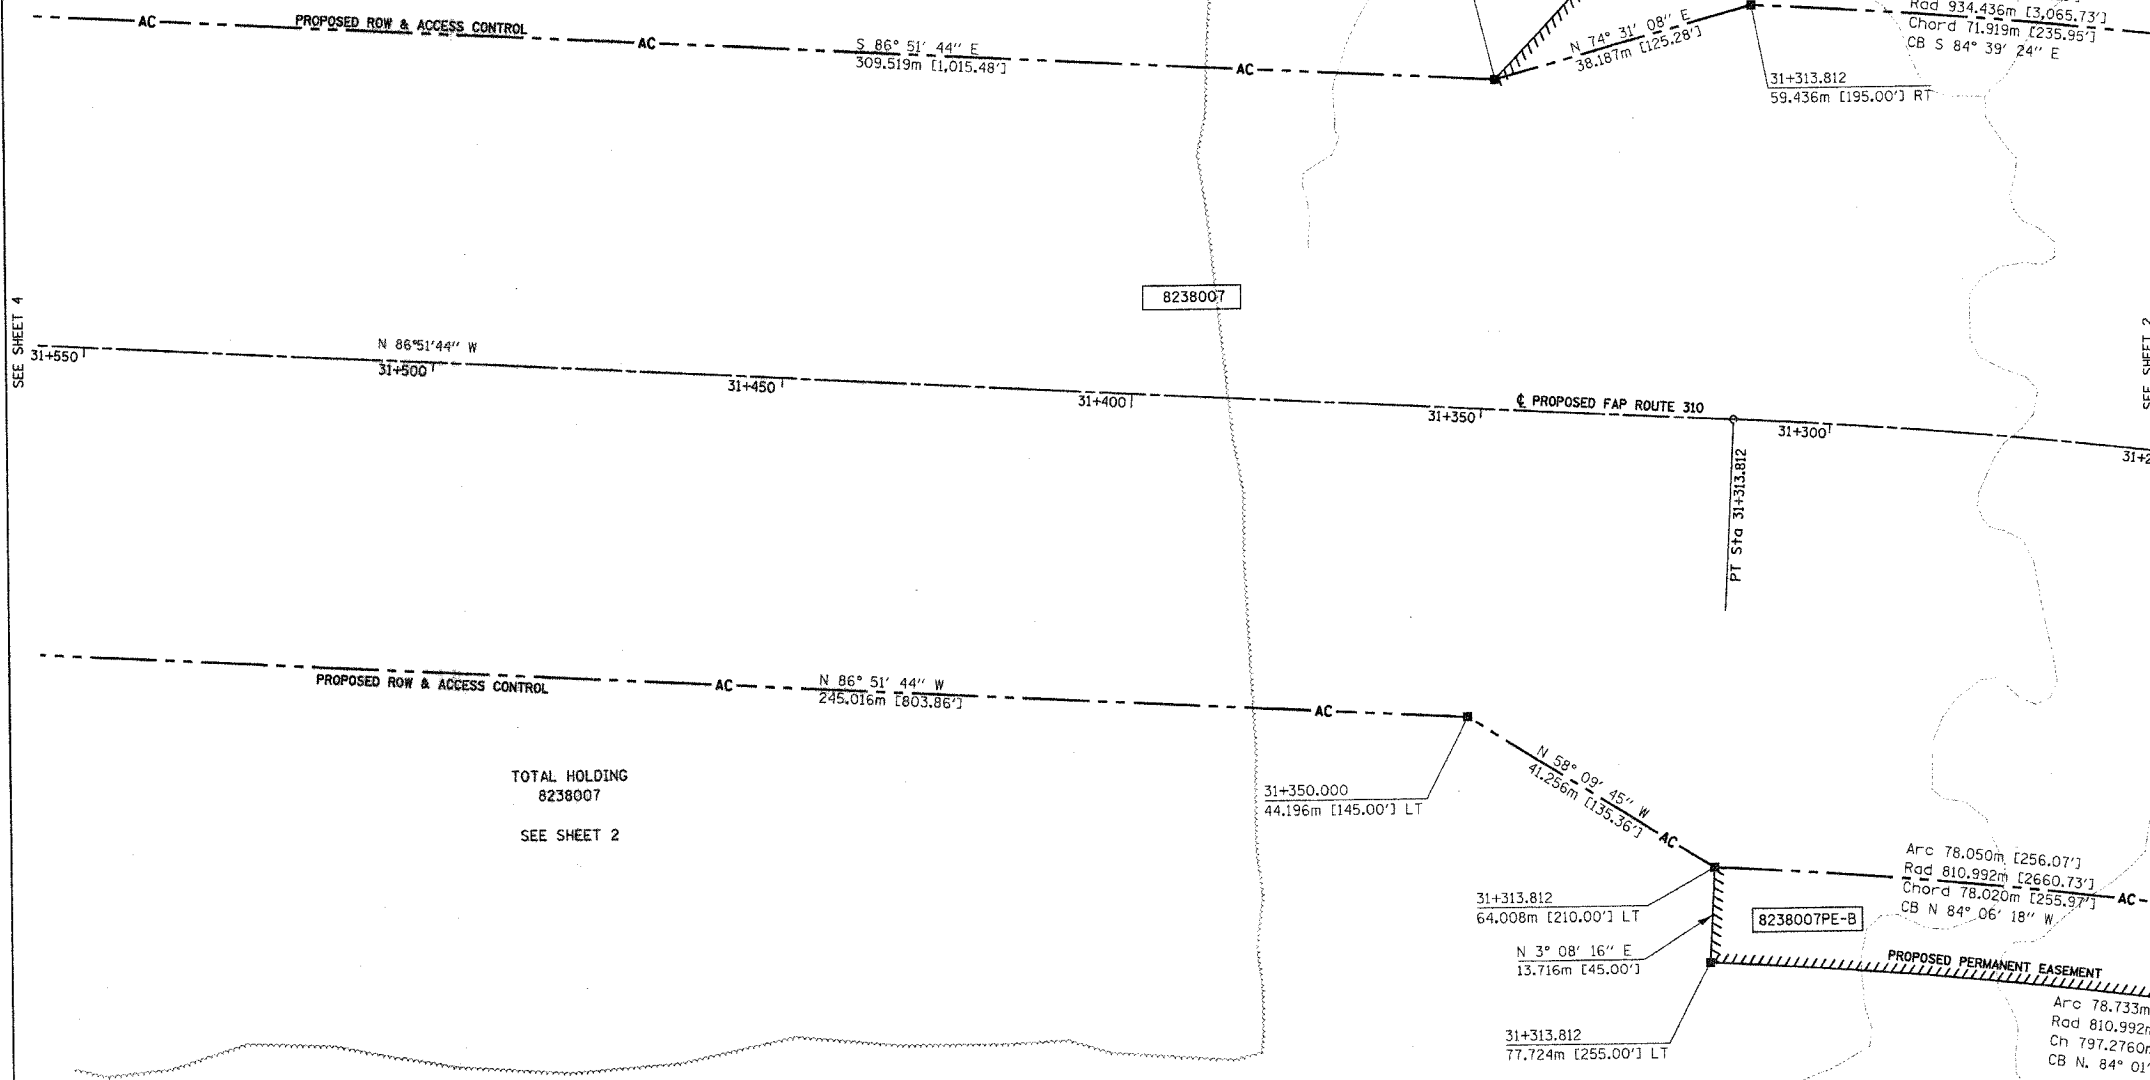 AC
PROPOSED ROW & ACCESS CONTROL
AC
S 86° 51' 44" E
309.519m [1,015.48']
AC
N 74° 31' 08" E
38.187m [125.28']
Rad 934.436m [3,065.73']
Chord 71.919m [235.95']
CB S 84° 39' 24" E
31+313.812
59.436m [195.00'] RT
8238007
SEE SHEET 4
SEE SHEET 2
31+550
N 86°51'44" W
31+500
31+450
31+400
31+350
℄ PROPOSED FAP ROUTE 310
31+300
31+2
PT Sta 31+313.812
PROPOSED ROW & ACCESS CONTROL
AC
N 86° 51' 44" W
245.016m [803.86']
AC
TOTAL HOLDING
8238007
SEE SHEET 2
31+350.000
44.196m [145.00'] LT
N 58° 09' 45" W
41.256m [135.36']
AC
Arc 78.050m [256.07']
Rad 810.992m [2660.73']
Chord 78.020m [255.97']
CB N 84° 06' 18" W
AC
31+313.812
64.008m [210.00'] LT
8238007PE-B
N 3° 08' 16" E
13.716m [45.00']
PROPOSED PERMANENT EASEMENT
31+313.812
77.724m [255.00'] LT
Arc 78.733m
Rad 810.992m
Ch 797.2760m
CB N. 84° 01'